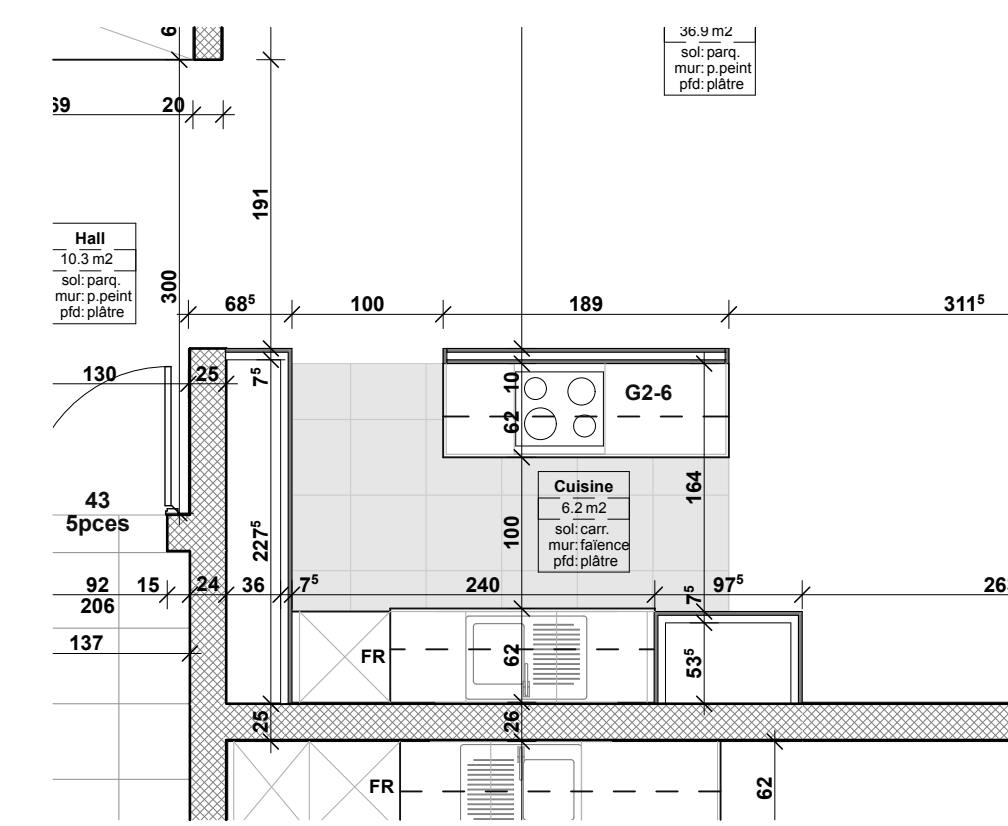 6
36.9 m2
sol: parq.
mur: p.peint
pfd: plâtre
69
20
191
Hall
10.3 m2
sol: parq.
mur: p.peint
pfd: plâtre
300
68⁵
100
189
311⁵
130
25
7⁵
10
62
G2-6
43
5pces
227⁵
100
164
Cuisine
6.2 m2
sol: carr.
mur: faïence
pfd: plâtre
92
206
15
24
36
7⁵
240
7⁵
97⁵
26
137
FR
62
53⁵
25
26
FR
62